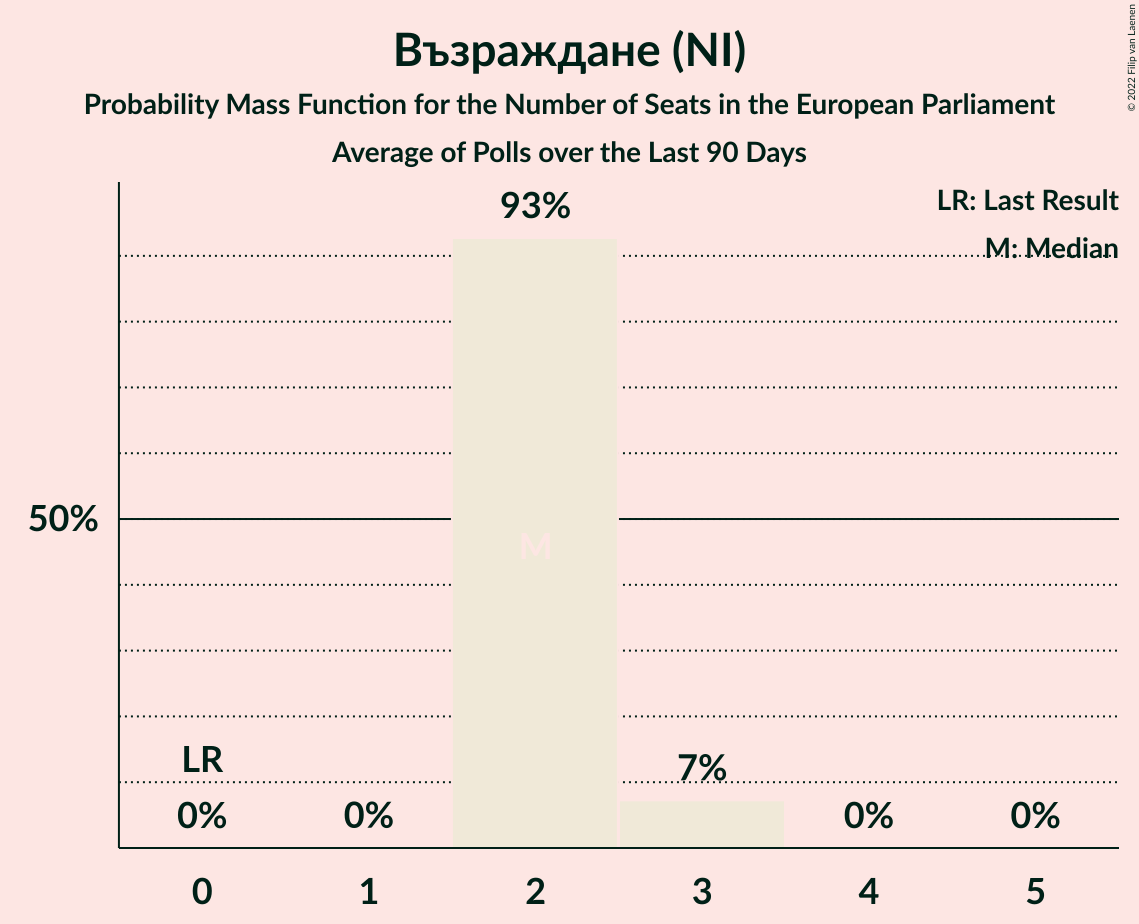 Възраждане (NI)
Probability Mass Function for the Number of Seats in the European Parliament
Average of Polls over the Last 90 Days
© 2022 Filip van Laenen
LR: Last Result
M: Median
93%
50%
M
LR
7%
0%
0%
0%
0%
0
1
2
3
4
5